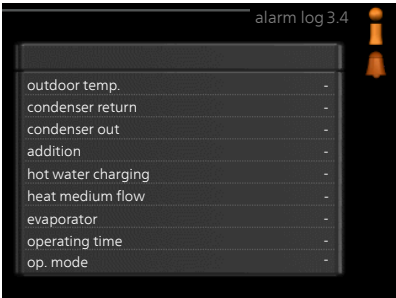 alarm log 3.4
outdoor temp. -
condenser return -
condenser out -
addition -
hot water charging -
heat medium flow -
evaporator -
operating time -
op. mode -